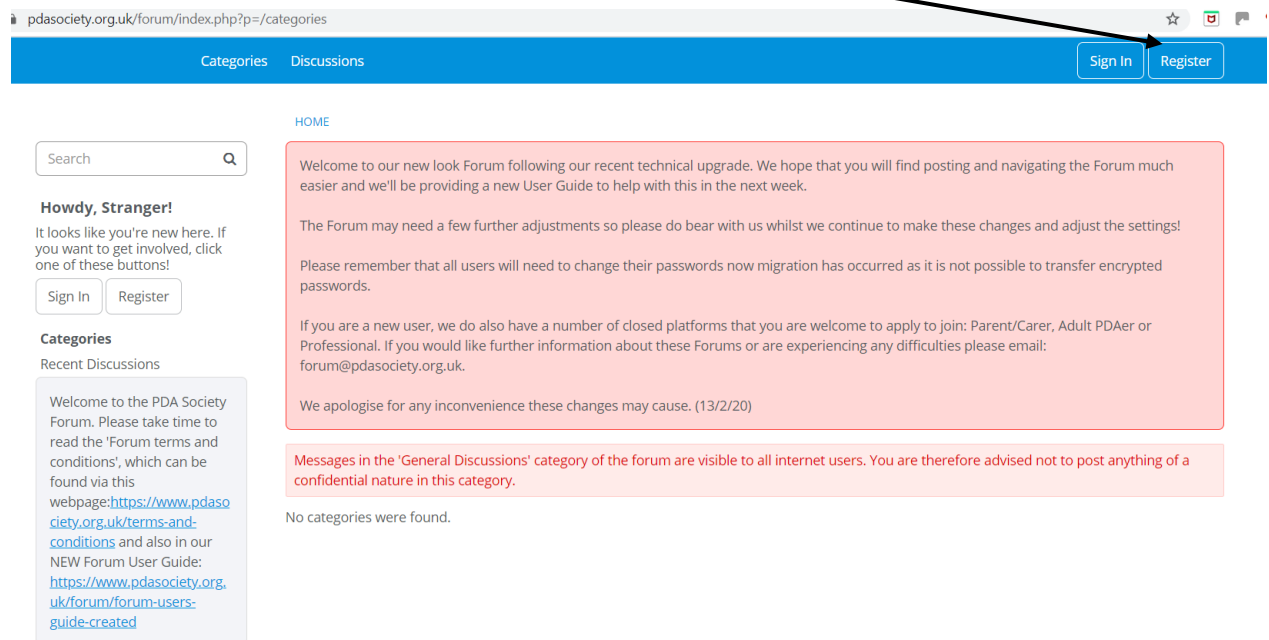 pdasociety.org.uk/forum/index.php?p=/categories
Categories Discussions Sign In Register
HOME
Search
Howdy, Stranger!
It looks like you're new here. If
you want to get involved, click
one of these buttons!
Sign In Register
Categories
Recent Discussions
Welcome to the PDA Society
Forum. Please take time to
read the 'Forum terms and
conditions', which can be
found via this
webpage:https://www.pdaso
ciety.org.uk/terms-and-
conditions and also in our
NEW Forum User Guide:
https://www.pdasociety.org.
uk/forum/forum-users-
guide-created
Welcome to our new look Forum following our recent technical upgrade. We hope that you will find posting and navigating the Forum much
easier and we'll be providing a new User Guide to help with this in the next week.
The Forum may need a few further adjustments so please do bear with us whilst we continue to make these changes and adjust the settings!
Please remember that all users will need to change their passwords now migration has occurred as it is not possible to transfer encrypted
passwords.
If you are a new user, we do also have a number of closed platforms that you are welcome to apply to join: Parent/Carer, Adult PDAer or
Professional. If you would like further information about these Forums or are experiencing any difficulties please email:
forum@pdasociety.org.uk.
We apologise for any inconvenience these changes may cause. (13/2/20)
Messages in the 'General Discussions' category of the forum are visible to all internet users. You are therefore advised not to post anything of a
confidential nature in this category.
No categories were found.